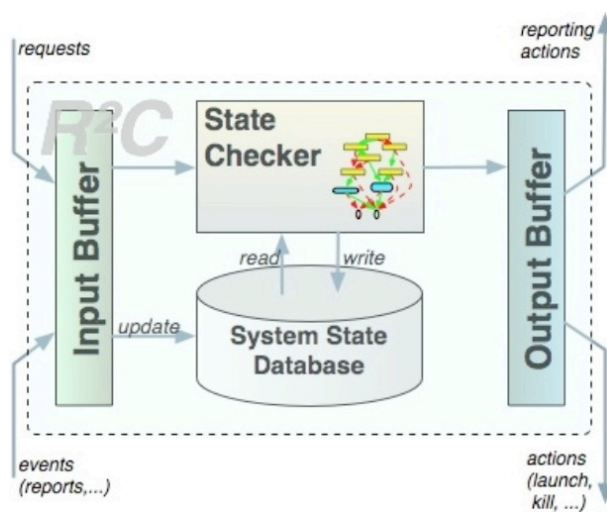 requests
reporting
actions
R²C
State
Checker
Input Buffer
Output Buffer
read
write
update
System State
Database
events
(reports,...)
actions
(launch,
kill, ...)